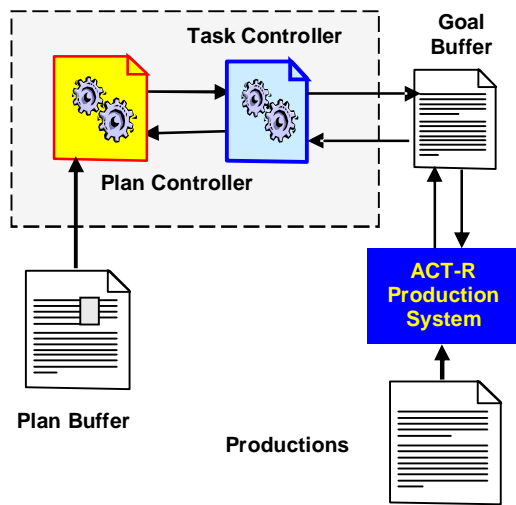 Task Controller
Goal
Buffer
Plan Controller
ACT-R
Production
System
Plan Buffer
Productions